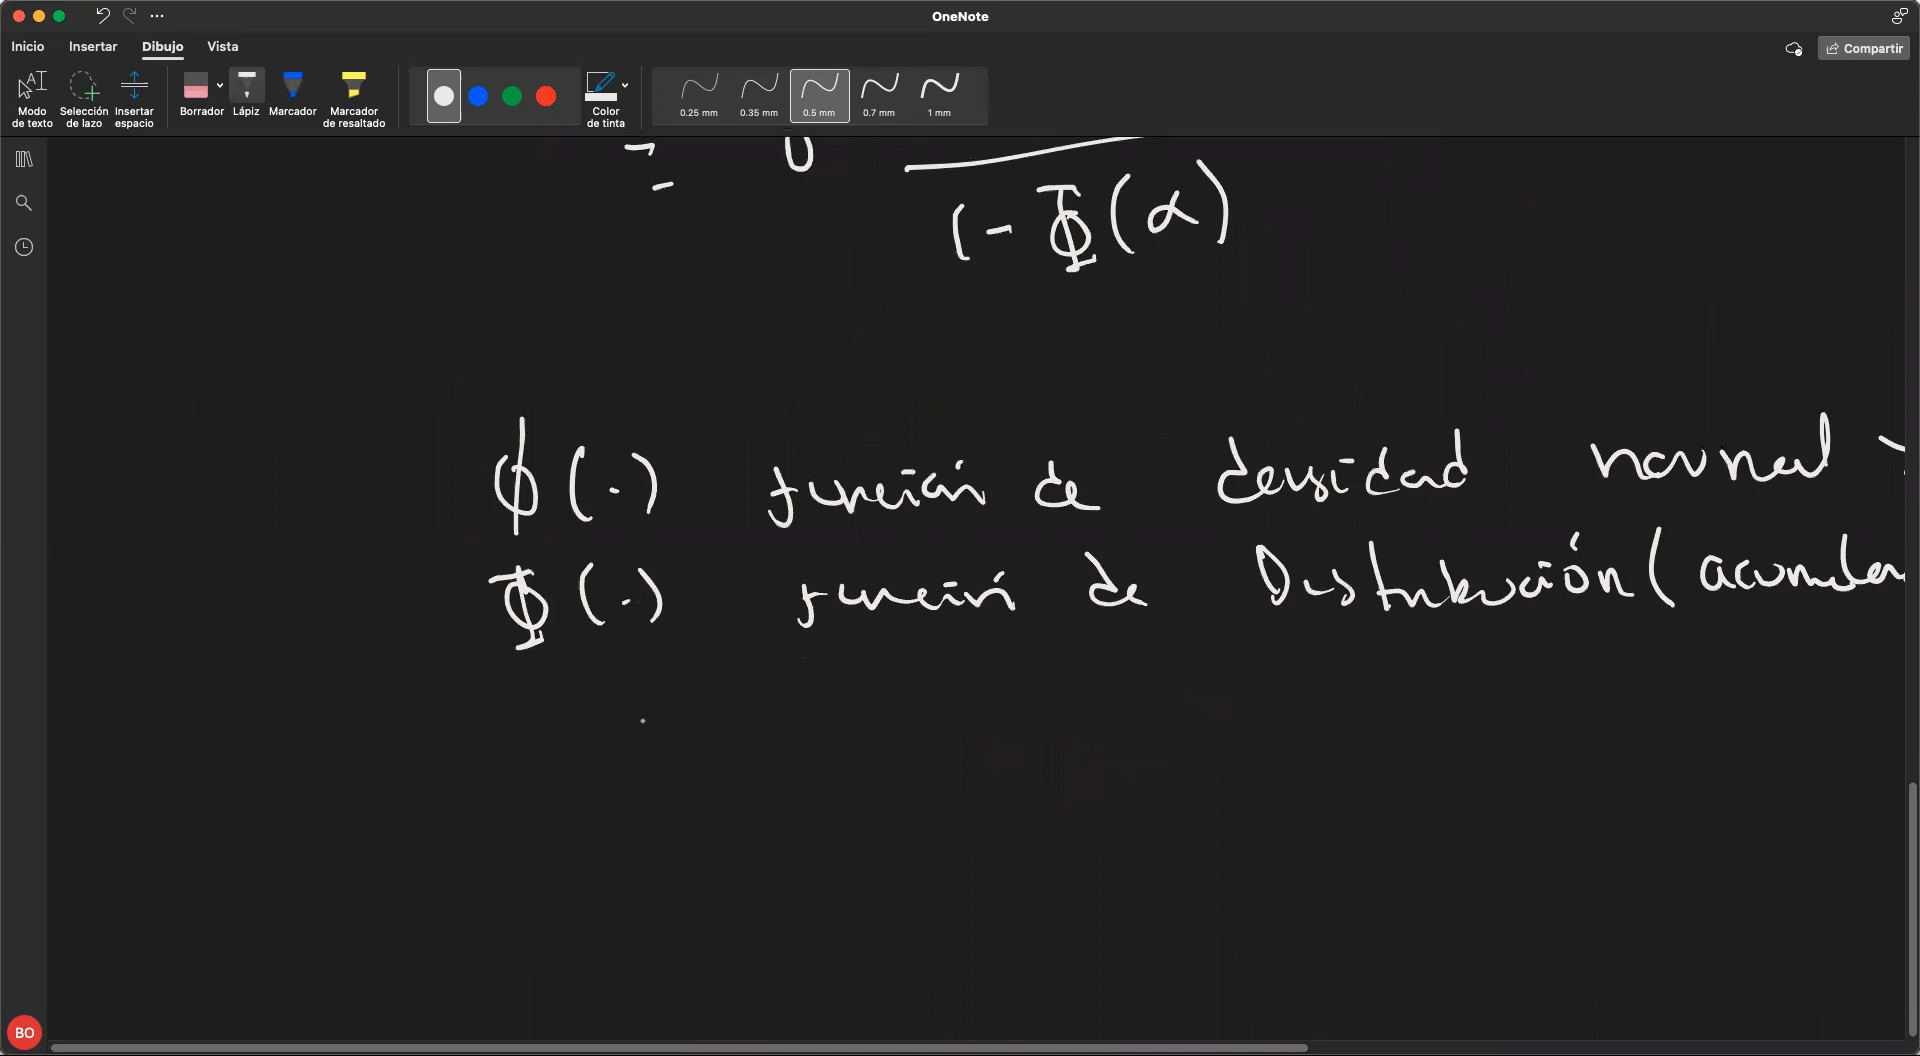 OneNote
Inicio Insertar Dibujo Vista Compartir
Modo de texto Selección de lazo Insertar espacio Borrador Lápiz Marcador Marcador de resaltado Color de tinta 0.25 mm 0.35 mm 0.5 mm 0.7 mm 1 mm
1 - Φ(α)
ϕ(·) función de densidad normal
Φ(·) función de Distribución (acumula
BO